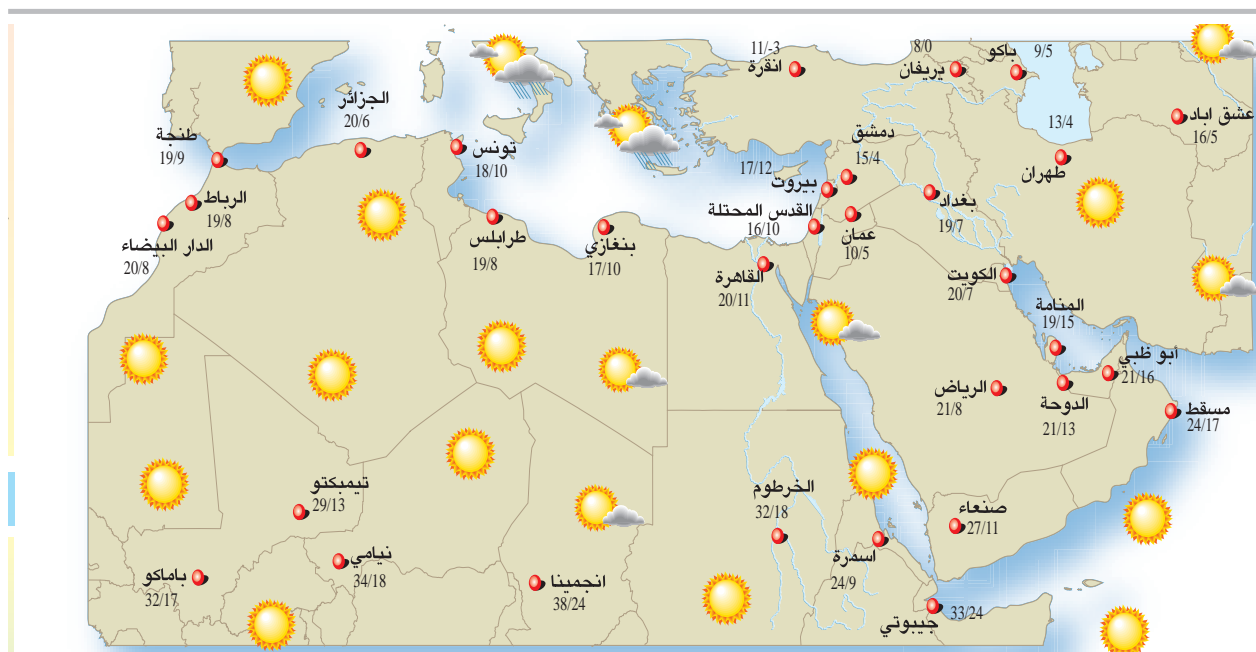 11/-3
انقرة
8/0
يريفان
باكو
9/5
عشق اباد
16/5
13/4
طهران
الجزائر
20/6
طنجة
19/9
تونس
18/10
دمشق
15/4
17/12
بيروت
بغداد
19/7
الرباط
19/8
الدار البيضاء
20/8
طرابلس
19/8
بنغازي
17/10
القدس المحتلة
16/10
عمان
10/5
القاهرة
20/11
الكويت
20/7
المنامة
19/15
ابو ظبي
21/16
الرياض
21/8
الدوحة
21/13
مسقط
24/17
تيمبكتو
29/13
الخرطوم
32/18
صنعاء
27/11
اسمرة
24/9
نيامي
34/18
باماكو
32/17
انجمينا
38/24
33/24
جيبوتي